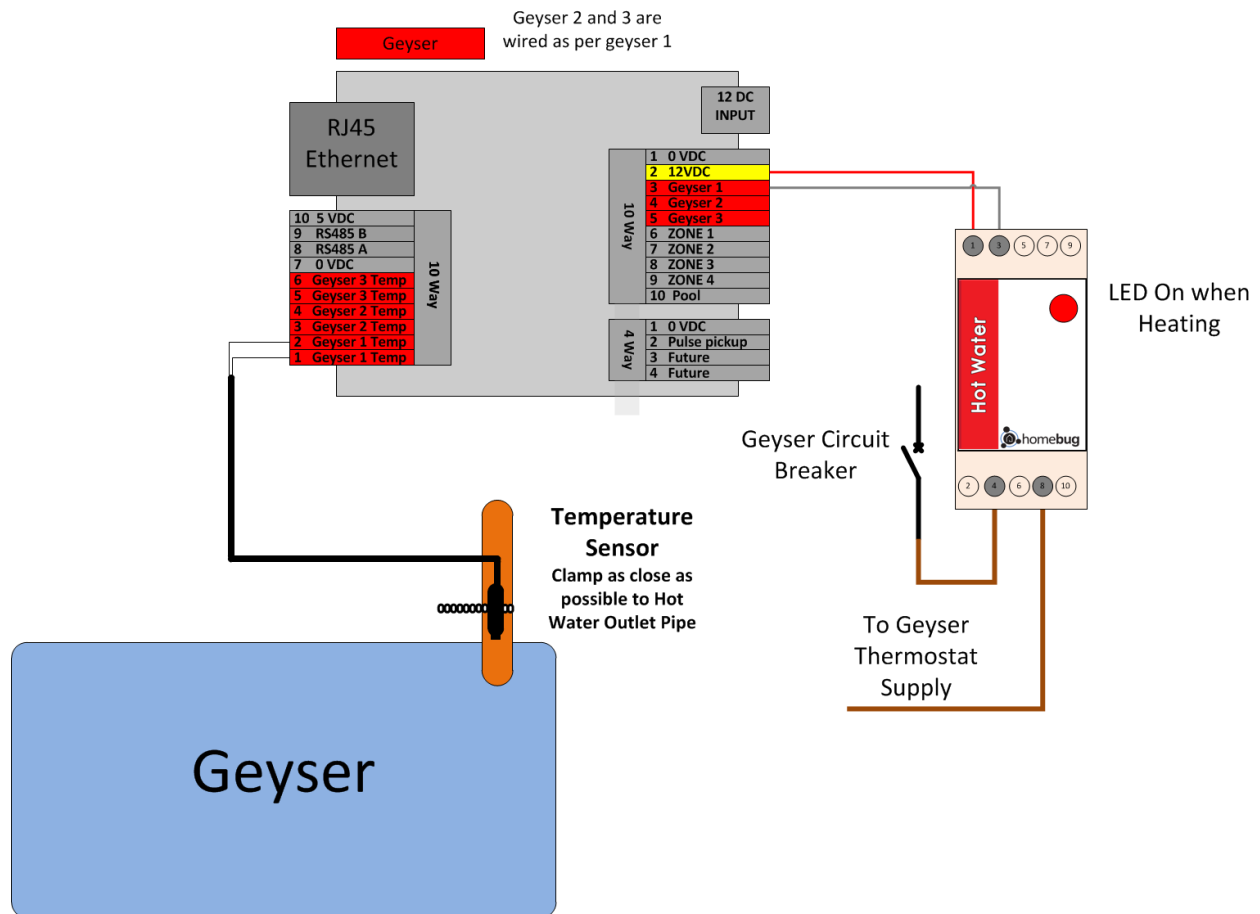 Geyser 2 and 3 are
wired as per geyser 1
Geyser
12 DC
INPUT
RJ45
Ethernet
10 Way
1 0 VDC
2 12VDC
3 Geyser 1
4 Geyser 2
5 Geyser 3
6 ZONE 1
7 ZONE 2
8 ZONE 3
9 ZONE 4
10 Pool
10 5 VDC
9 RS485 B
8 RS485 A
7 0 VDC
6 Geyser 3 Temp
5 Geyser 3 Temp
4 Geyser 2 Temp
3 Geyser 2 Temp
2 Geyser 1 Temp
1 Geyser 1 Temp
10 Way
4 Way
1 0 VDC
2 Pulse pickup
3 Future
4 Future
1 3 5 7 9
Hot Water
homebug
2 4 6 8 10
LED On when
Heating
Geyser Circuit
Breaker
Temperature
Sensor
Clamp as close as
possible to Hot
Water Outlet Pipe
To Geyser
Thermostat
Supply
Geyser